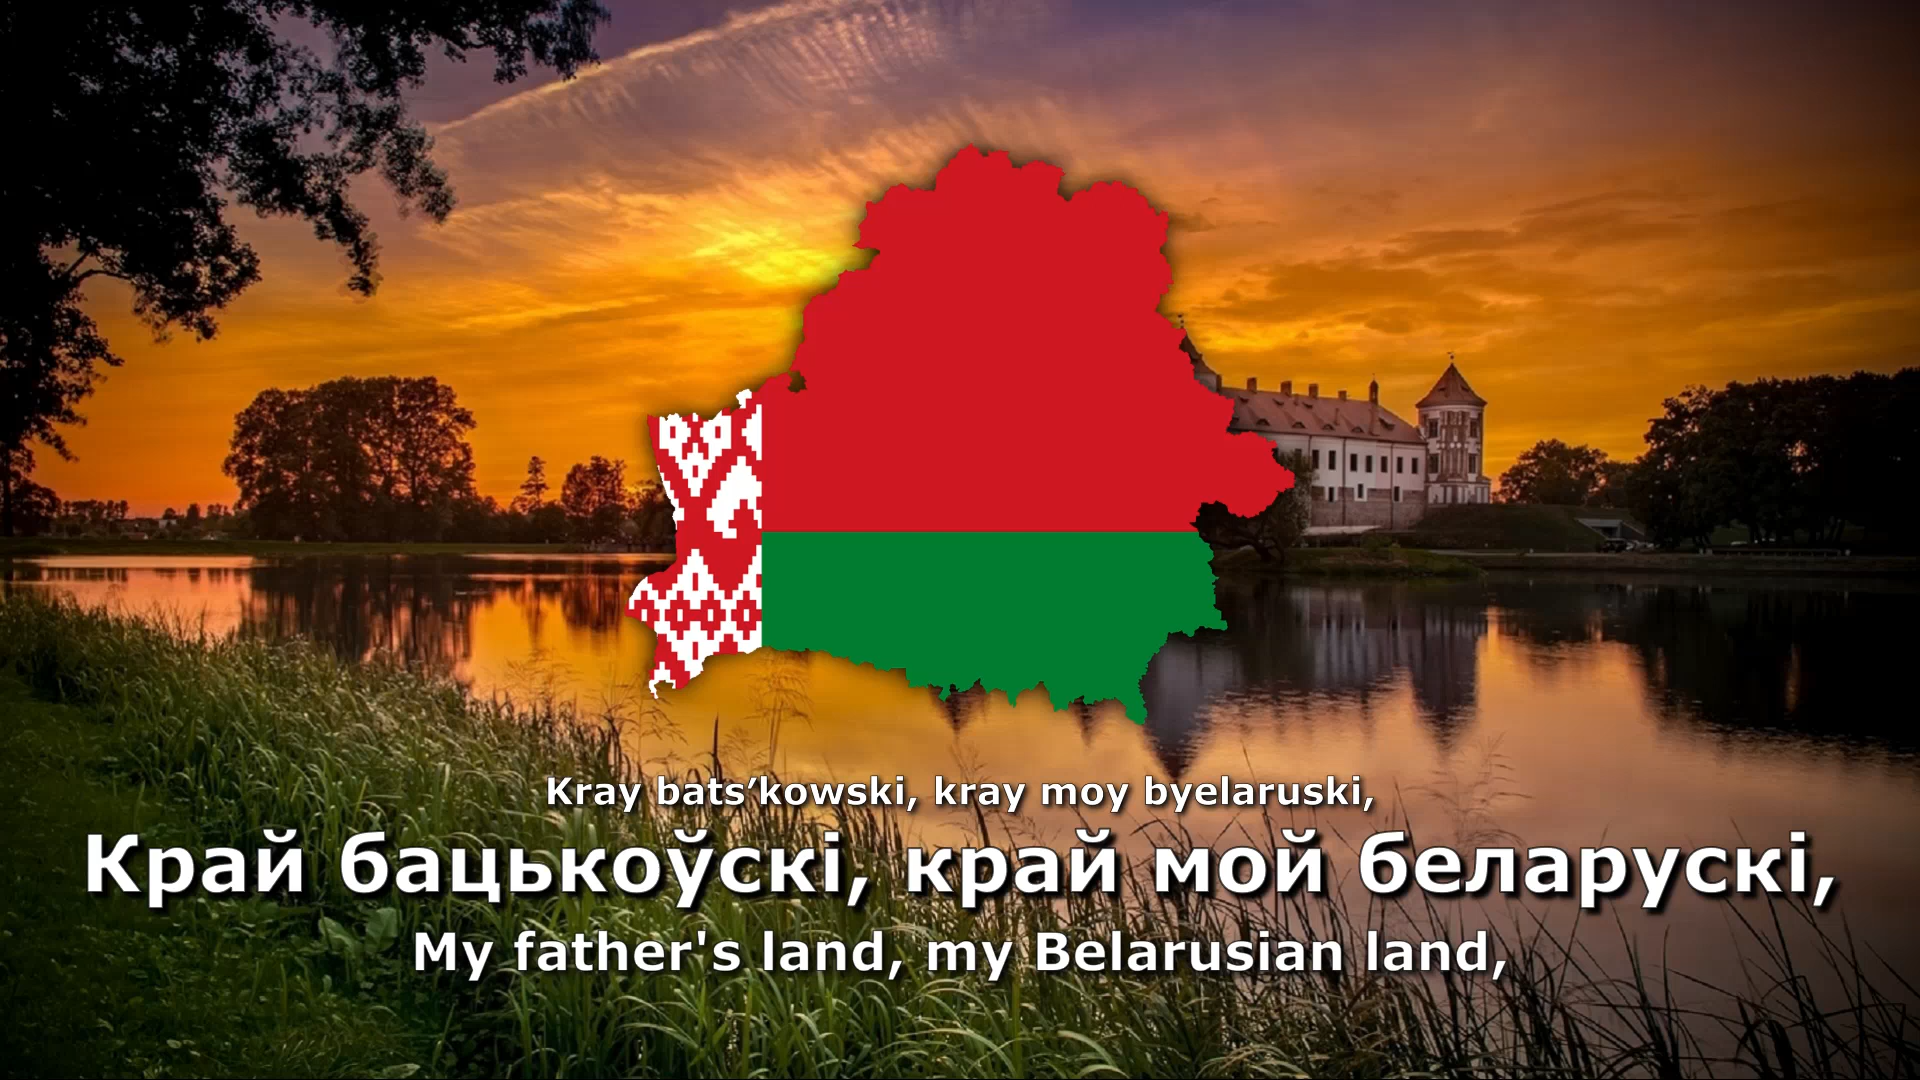 Kray bats’kowski, kray moy byelaruski,
Край бацькоўскі, край мой беларускі,
My father's land, my Belarusian land,